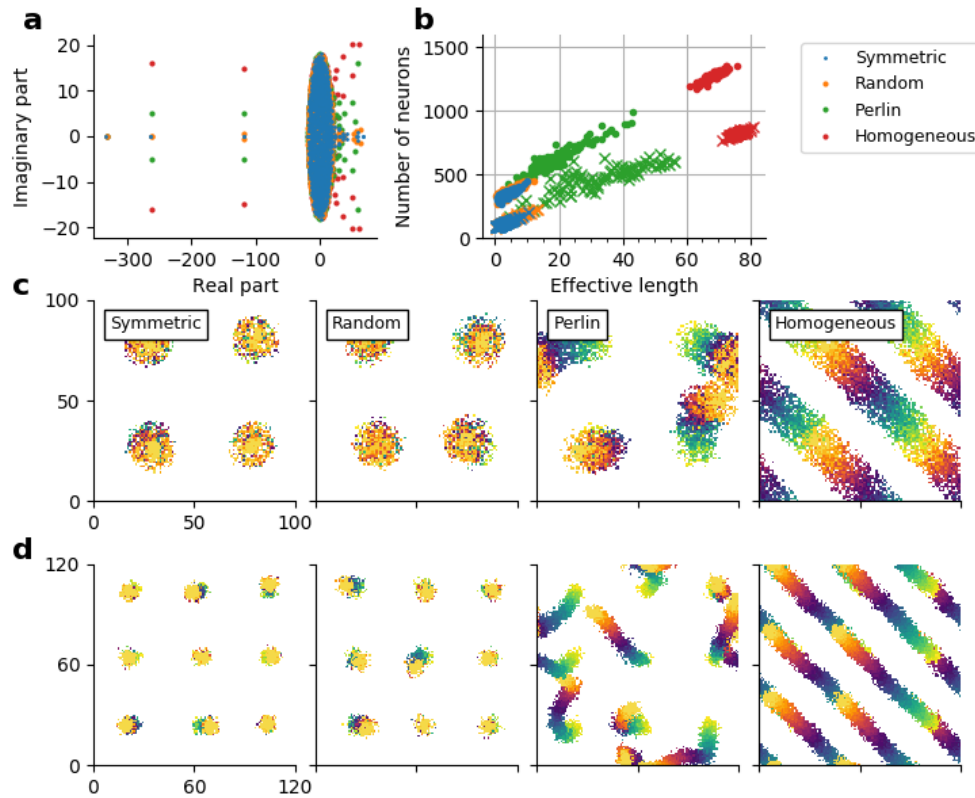 a
20
10
0
−10
−20
Imaginary part
−300
−200
−100
0
Real part
b
1500
1000
500
0
Number of neurons
0
20
40
60
80
Effective length
Symmetric
Random
Perlin
Homogeneous
c
100
50
0
Symmetric
Random
Perlin
Homogeneous
0
50
100
d
120
60
0
0
60
120